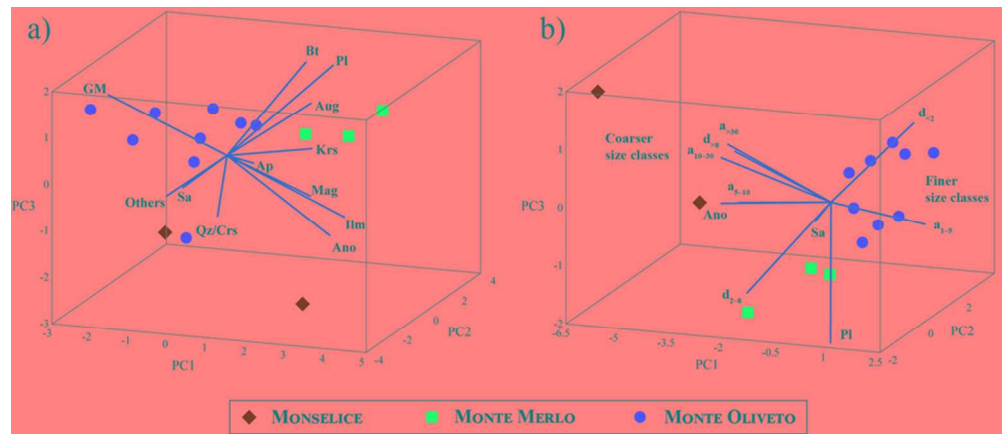 a)
Bt
Pl
GM
Aug
Krs
Ap
Mag
Others
Sa
Qz/Crs
Ilm
Ano
2
1
0
-1
-2
-3
PC3
-3
-2
-1
0
1
2
3
4
5
PC1
-4
-2
0
2
4
PC2
b)
d<2
Coarser
size classes
a>30
d>8
a10-30
a5-10
Ano
Sa
Finer
size classes
a1-5
d2-8
Pl
2
1
0
-1
-2
PC3
-6.5
-5
-3.5
-2
-0.5
1
2.5
PC1
-2
0
2
PC2
MONSELICE MONTE MERLO MONTE OLIVETO